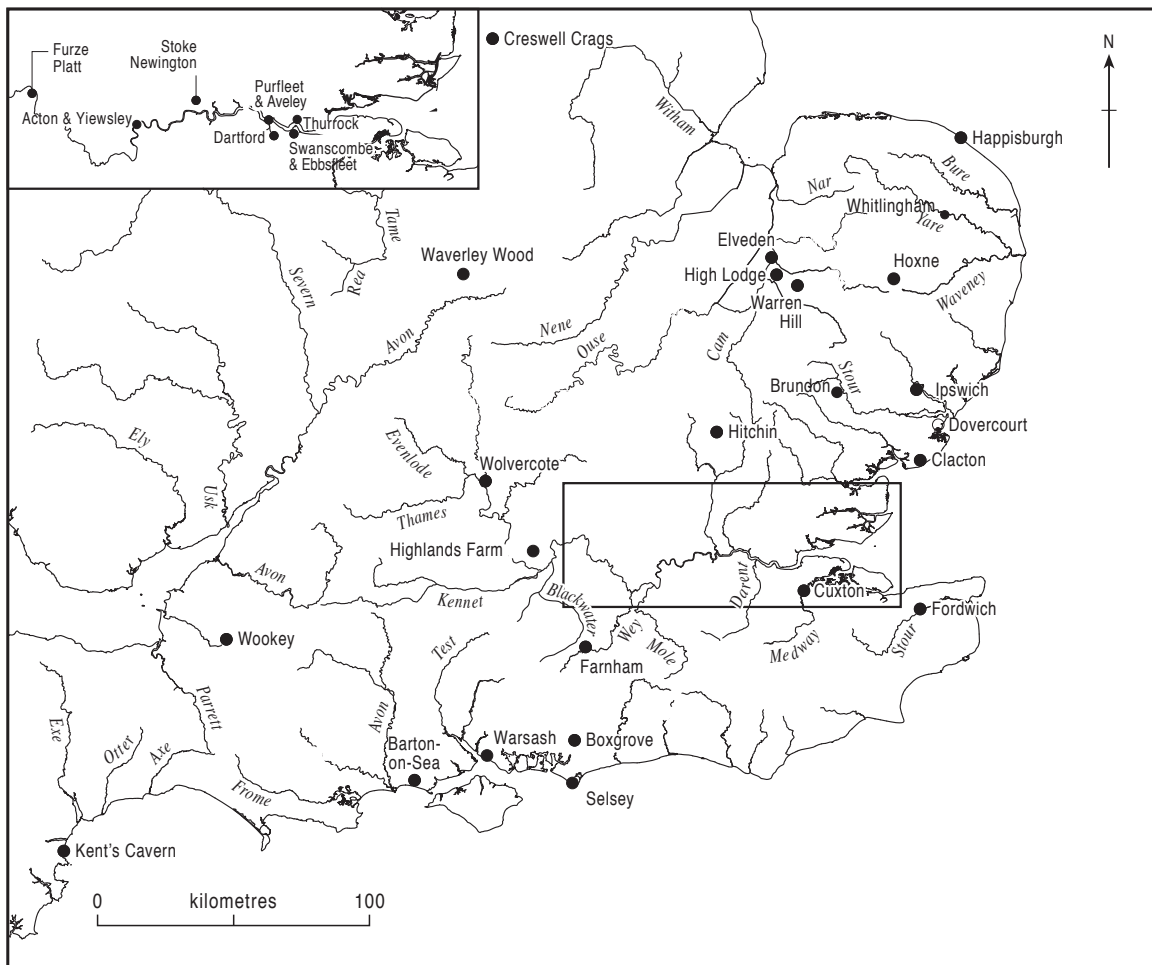 Furze
Platt
Stoke
Newington
Acton & Yiewsley
Purfleet
& Aveley
Thurrock
Dartford
Swanscombe
& Ebbsfleet
Creswell Crags
N
Witham
Happisburgh
Bure
Nar
Whitlingham
Yare
Tame
Rea
Severn
Waverley Wood
Elveden
High Lodge
Warren
Hill
Hoxne
Waveney
Avon
Nene
Ouse
Cam
Brundon
Stour
Ipswich
Dovercourt
Clacton
Hitchin
Ely
Usk
Evenlode
Wolvercote
Thames
Highlands Farm
Avon
Kennet
Blackwater
Wey
Mole
Darent
Cuxton
Medway
Fordwich
Stour
Wookey
Test
Farnham
Exe
Otter
Axe
Parrett
Avon
Barton-
on-Sea
Warsash
Boxgrove
Selsey
Frome
Kent's Cavern
0 kilometres 100